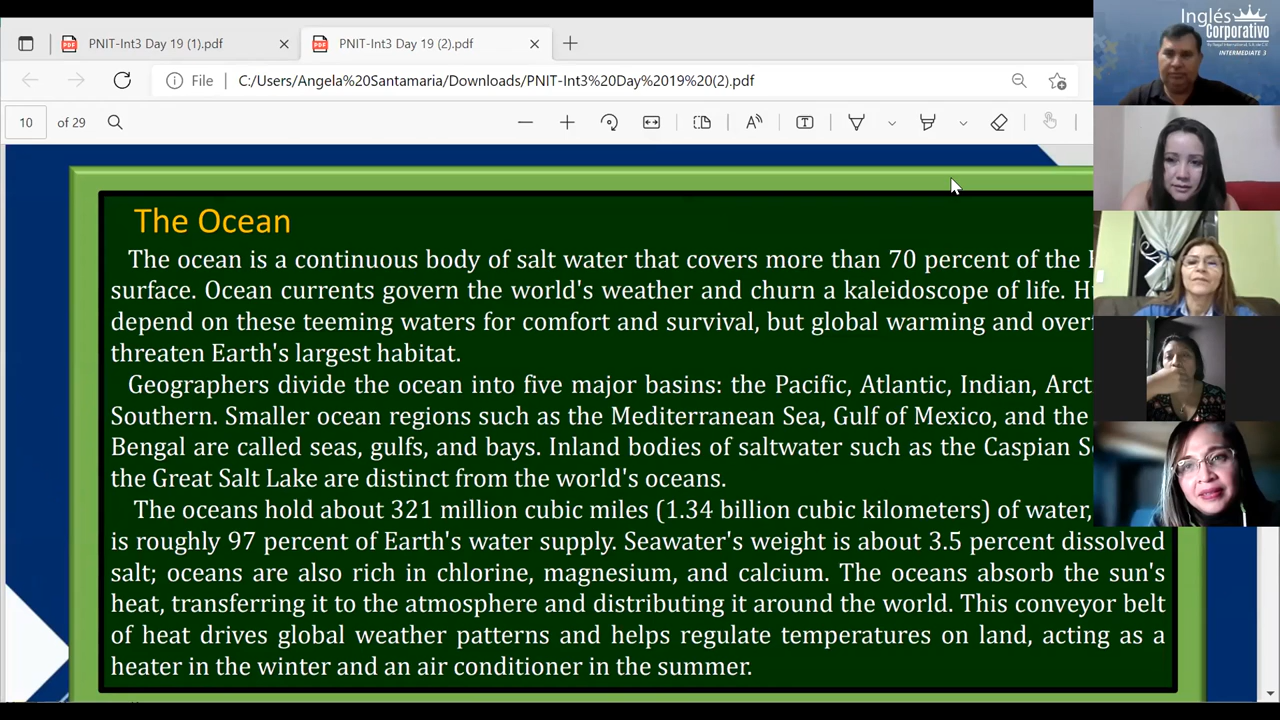 PNIT-Int3 Day 19 (1).pdf
PNIT-Int3 Day 19 (2).pdf
File
C:/Users/Angela%20Santamaria/Downloads/PNIT-Int3%20Day%2019%20(2).pdf
10 of 29
Inglés
Corporativo
INTERMEDIATE 3
The Ocean
The ocean is a continuous body of salt water that covers more than 70 percent of the
surface. Ocean currents govern the world's weather and churn a kaleidoscope of life.
depend on these teeming waters for comfort and survival, but global warming and
threaten Earth's largest habitat.
Geographers divide the ocean into five major basins: the Pacific, Atlantic, Indian,
Southern. Smaller ocean regions such as the Mediterranean Sea, Gulf of Mexico, and the
Bengal are called seas, gulfs, and bays. Inland bodies of saltwater such as the Caspian
the Great Salt Lake are distinct from the world's oceans.
The oceans hold about 321 million cubic miles (1.34 billion cubic kilometers) of water,
is roughly 97 percent of Earth's water supply. Seawater's weight is about 3.5 percent dissolved
salt; oceans are also rich in chlorine, magnesium, and calcium. The oceans absorb the sun's
heat, transferring it to the atmosphere and distributing it around the world. This conveyor belt
of heat drives global weather patterns and helps regulate temperatures on land, acting as a
heater in the winter and an air conditioner in the summer.